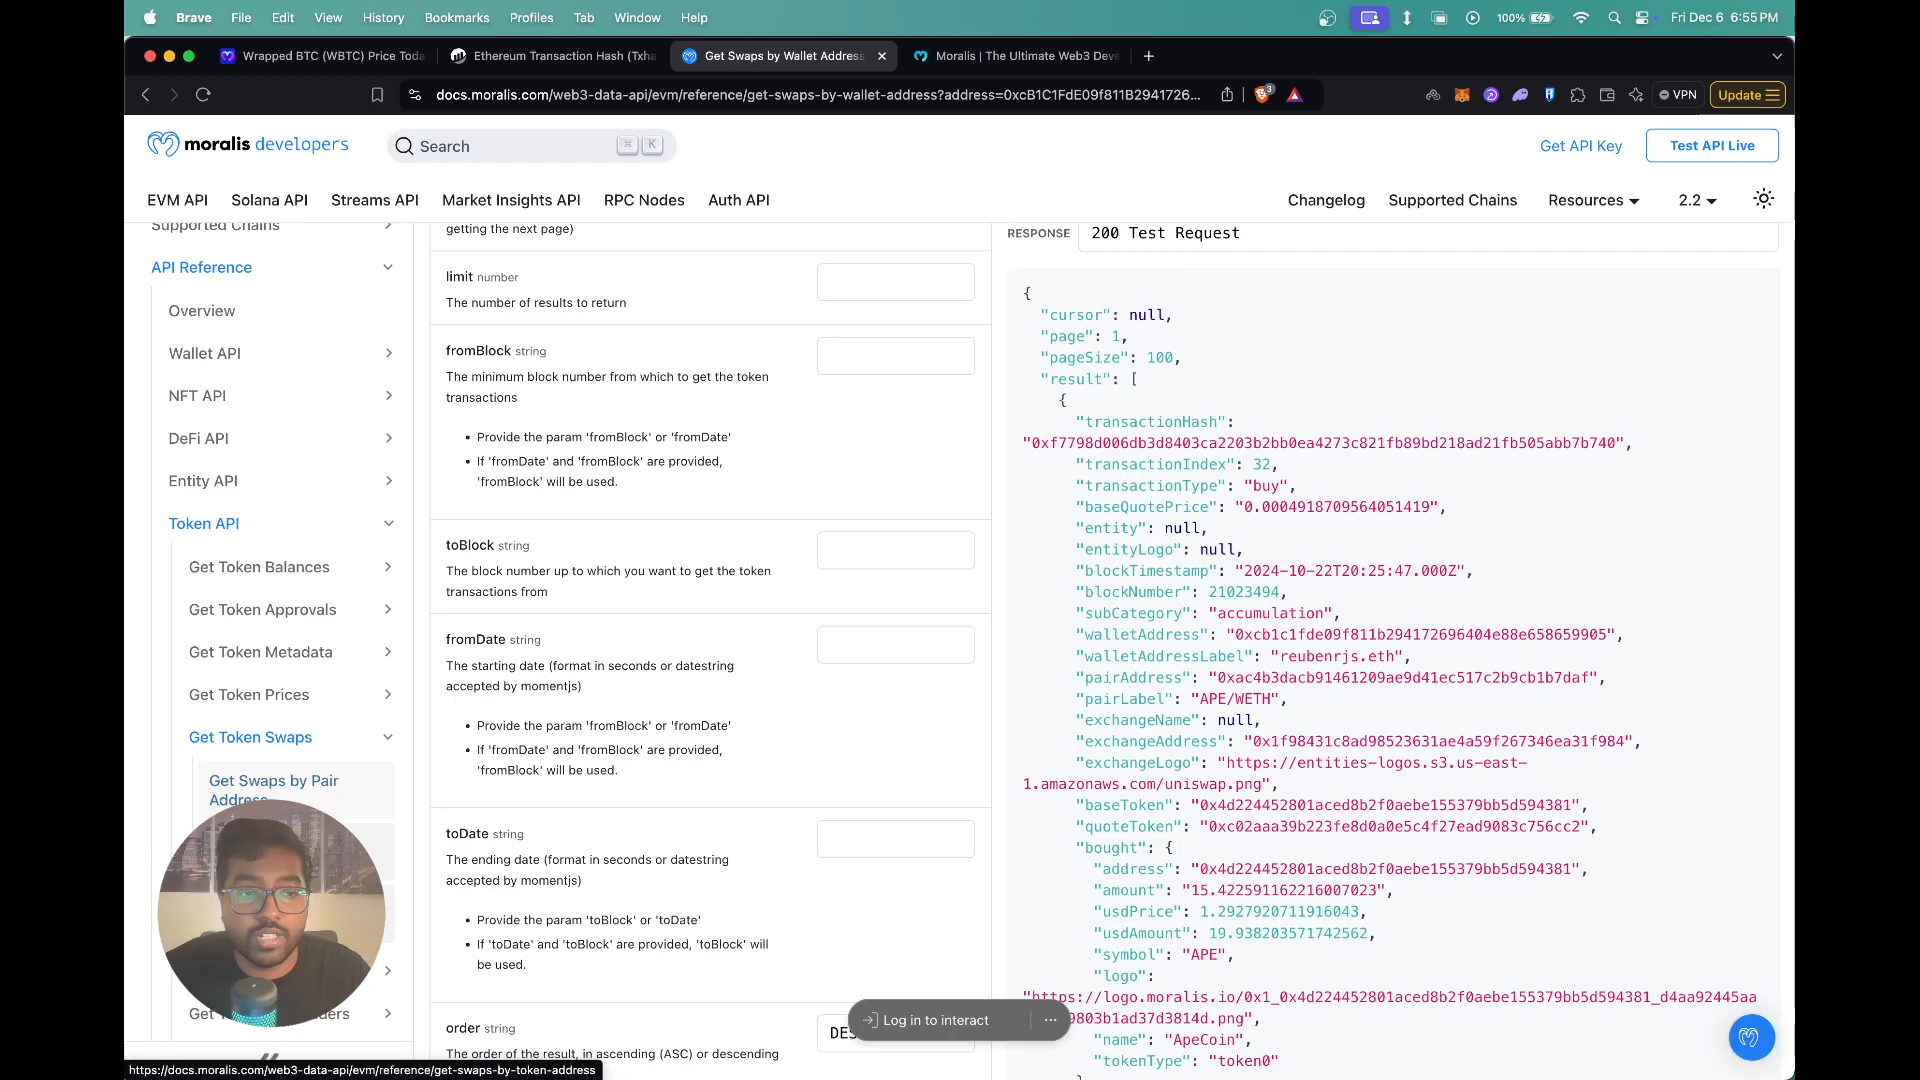 Brave File Edit View History Bookmarks Profiles Tab Window Help
100% Fri Dec 6 6:55 PM
Wrapped BTC (WBTC) Price Toda
Ethereum Transaction Hash (Txha
Get Swaps by Wallet Address
Moralis | The Ultimate Web3 Deve
docs.moralis.com/web3-data-api/evm/reference/get-swaps-by-wallet-address?address=0xcB1C1FdE09f811B2941726...
3
VPN
Update
moralis developers
Search
⌘ K
Get API Key
Test API Live
EVM API Solana API Streams API Market Insights API RPC Nodes Auth API
Changelog Supported Chains Resources 2.2
Supported Chains
API Reference
Overview
Wallet API
NFT API
DeFi API
Entity API
Token API
Get Token Balances
Get Token Approvals
Get Token Metadata
Get Token Prices
Get Token Swaps
Get Swaps by Pair
Address
getting the next page)
limit number
The number of results to return
fromBlock string
The minimum block number from which to get the token
transactions
• Provide the param 'fromBlock' or 'fromDate'
• If 'fromDate' and 'fromBlock' are provided,
'fromBlock' will be used.
toBlock string
The block number up to which you want to get the token
transactions from
fromDate string
The starting date (format in seconds or datestring
accepted by momentjs)
• Provide the param 'fromBlock' or 'fromDate'
• If 'fromDate' and 'fromBlock' are provided,
'fromBlock' will be used.
toDate string
The ending date (format in seconds or datestring
accepted by momentjs)
• Provide the param 'toBlock' or 'toDate'
• If 'toDate' and 'toBlock' are provided, 'toBlock' will
be used.
order string
The order of the result, in ascending (ASC) or descending
DES
Log in to interact
RESPONSE 200 Test Request
{
"cursor": null,
"page": 1,
"pageSize": 100,
"result": [
{
"transactionHash":
"0xf7798d006db3d8403ca2203b2bb0ea4273c821fb89bd218ad21fb505abb7b740",
"transactionIndex": 32,
"transactionType": "buy",
"baseQuotePrice": "0.0004918709564051419",
"entity": null,
"entityLogo": null,
"blockTimestamp": "2024-10-22T20:25:47.000Z",
"blockNumber": 21023494,
"subCategory": "accumulation",
"walletAddress": "0xcb1c1fde09f811b294172696404e88e658659905",
"walletAddressLabel": "reubenrjs.eth",
"pairAddress": "0xac4b3dacb91461209ae9d41ec517c2b9cb1b7daf",
"pairLabel": "APE/WETH",
"exchangeName": null,
"exchangeAddress": "0x1f98431c8ad98523631ae4a59f267346ea31f984",
"exchangeLogo": "https://entities-logos.s3.us-east-
1.amazonaws.com/uniswap.png",
"baseToken": "0x4d224452801aced8b2f0aebe155379bb5d594381",
"quoteToken": "0xc02aaa39b223fe8d0a0e5c4f27ead9083c756cc2",
"bought": {
"address": "0x4d224452801aced8b2f0aebe155379bb5d594381",
"amount": "15.422591162216007023",
"usdPrice": 1.2927920711916043,
"usdAmount": 19.938203571742562,
"symbol": "APE",
"logo":
"https://logo.moralis.io/0x1_0x4d224452801aced8b2f0aebe155379bb5d594381_d4aa92445aa
9803b1ad37d3814d.png",
"name": "ApeCoin",
"tokenType": "token0"
https://docs.moralis.com/web3-data-api/evm/reference/get-swaps-by-token-address